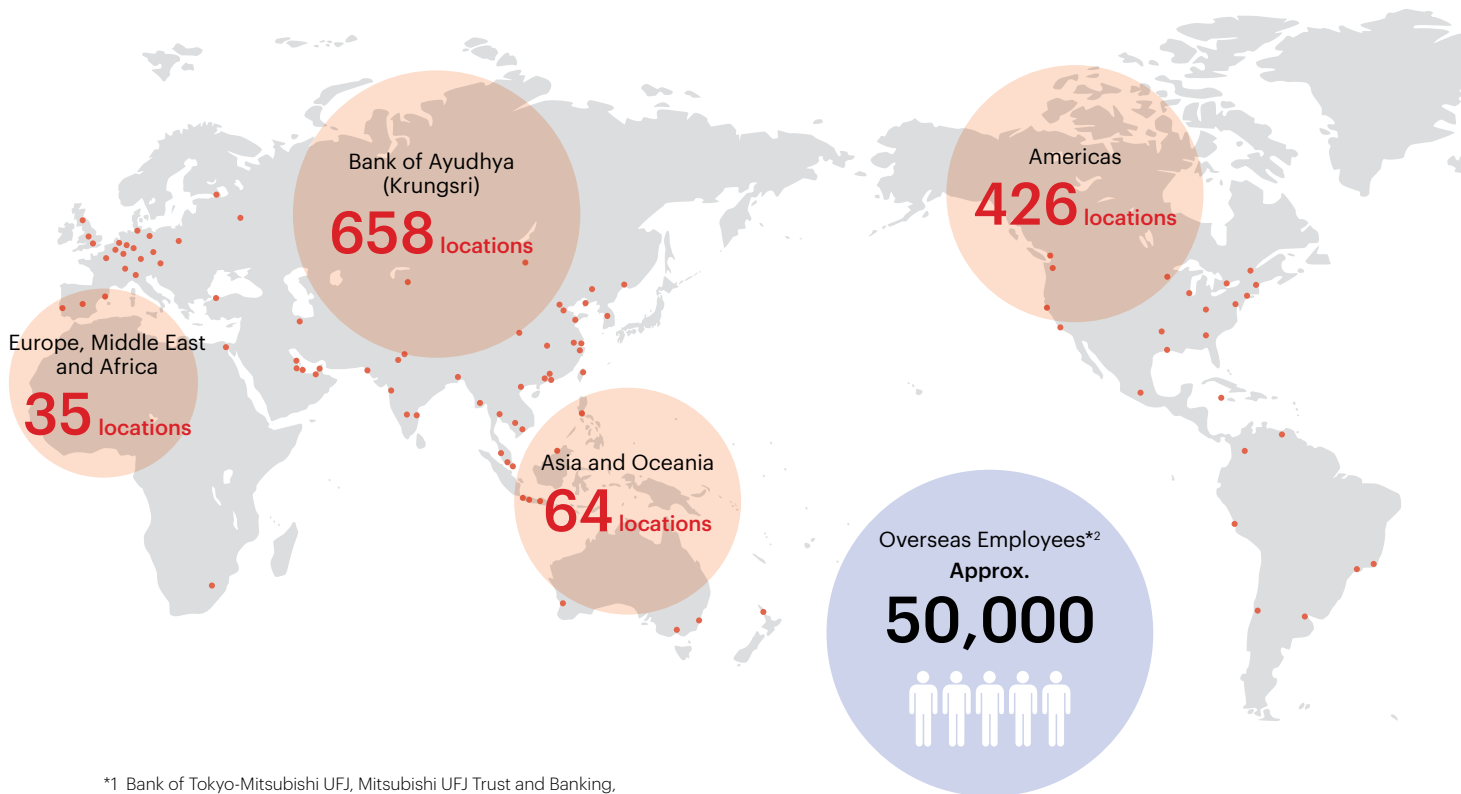 Bank of Ayudhya
(Krungsri)
658 locations
Americas
426 locations
Europe, Middle East
and Africa
35 locations
Asia and Oceania
64 locations
Overseas Employees*2
Approx.
50,000
*1 Bank of Tokyo-Mitsubishi UFJ, Mitsubishi UFJ Trust and Banking,